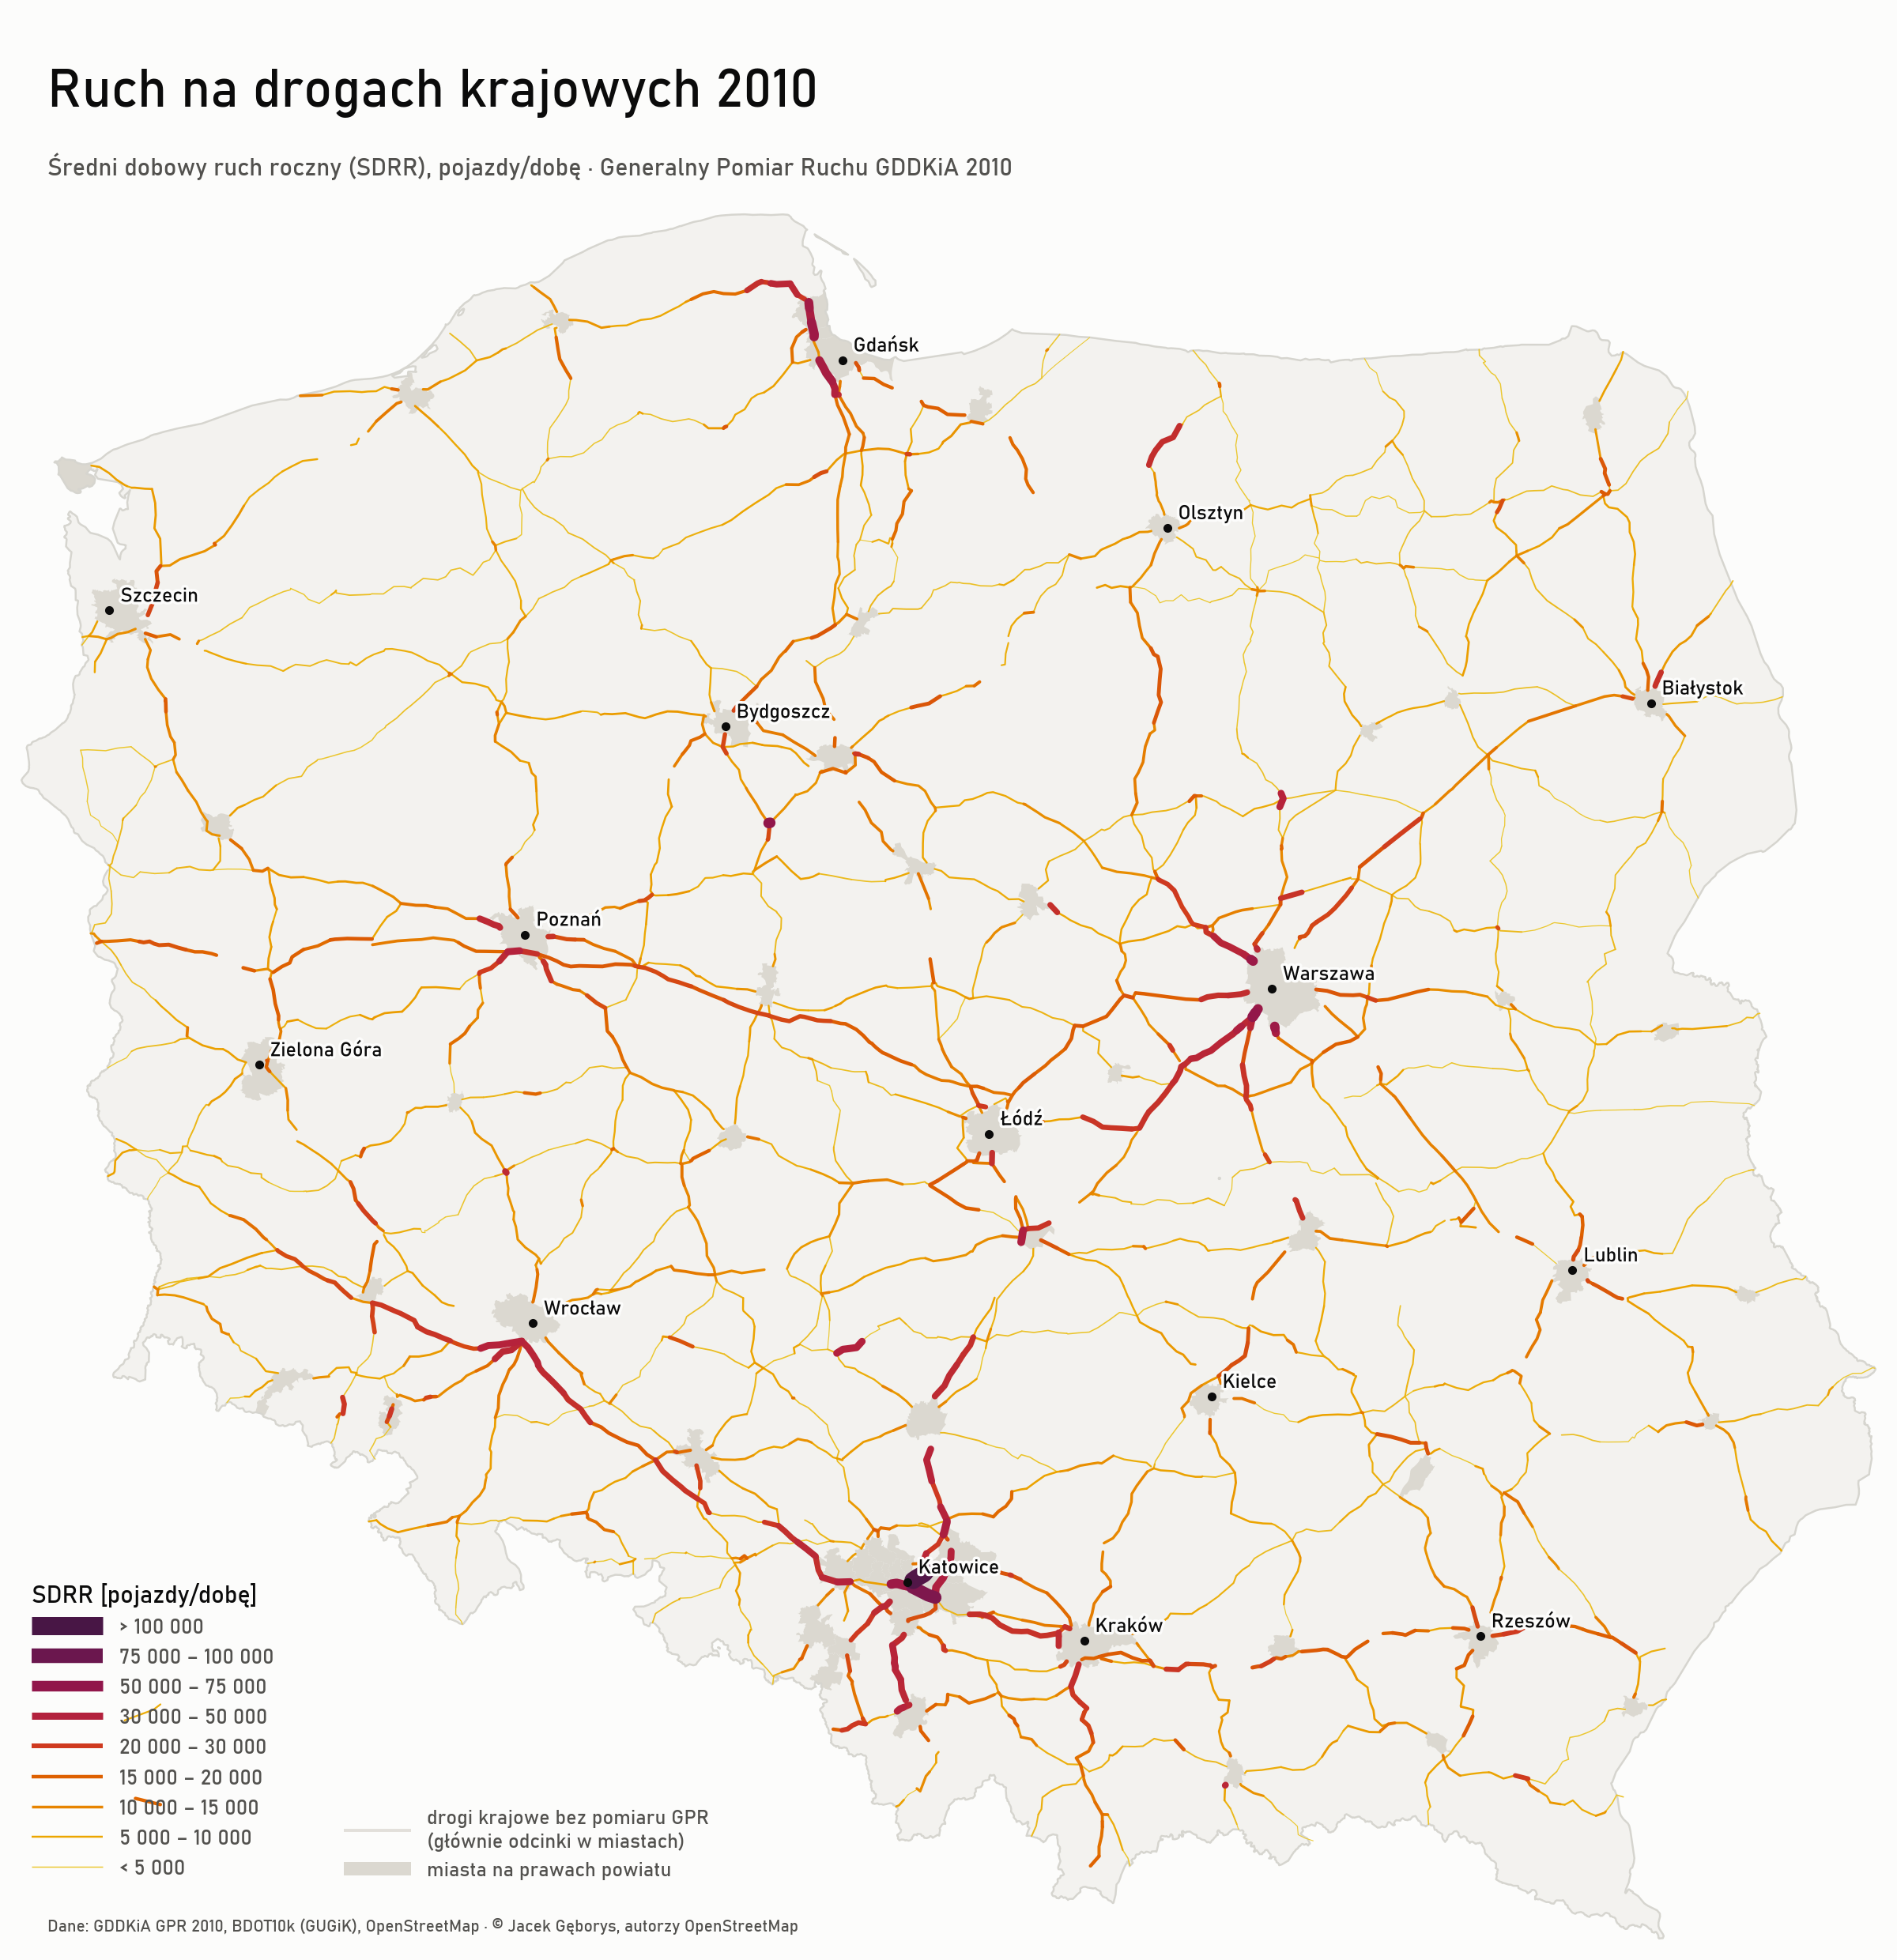 Ruch na drogach krajowych 2010
Średni dobowy ruch roczny (SDRR), pojazdy/dobę · Generalny Pomiar Ruchu GDDKiA 2010
Gdańsk
Olsztyn
Szczecin
Białystok
Bydgoszcz
Poznań
Warszawa
Zielona Góra
Łódź
Lublin
Wrocław
Kielce
Katowice
Kraków
Rzeszów
SDRR [pojazdy/dobę]
> 100 000
75 000 – 100 000
50 000 – 75 000
30 000 – 50 000
20 000 – 30 000
15 000 – 20 000
10 000 – 15 000
5 000 – 10 000
< 5 000
drogi krajowe bez pomiaru GPR
(głównie odcinki w miastach)
miasta na prawach powiatu
Dane: GDDKiA GPR 2010, BDOT10k (GUGiK), OpenStreetMap · © Jacek Gęborys, autorzy OpenStreetMap